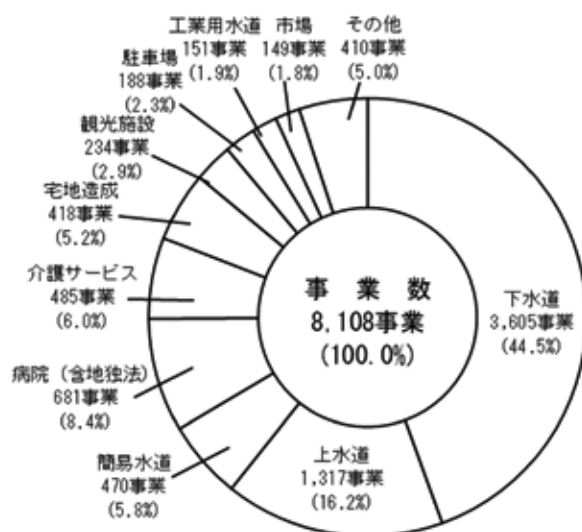 工業用水道
151事業
(1.9%)
市場
149事業
(1.8%)
その他
410事業
(5.0%)
駐車場
188事業
(2.3%)
観光施設
234事業
(2.9%)
宅地造成
418事業
(5.2%)
介護サービス
485事業
(6.0%)
病院（含地独法）
681事業
(8.4%)
簡易水道
470事業
(5.8%)
上水道
1,317事業
(16.2%)
下水道
3,605事業
(44.5%)
事 業 数
8,108事業
(100.0%)